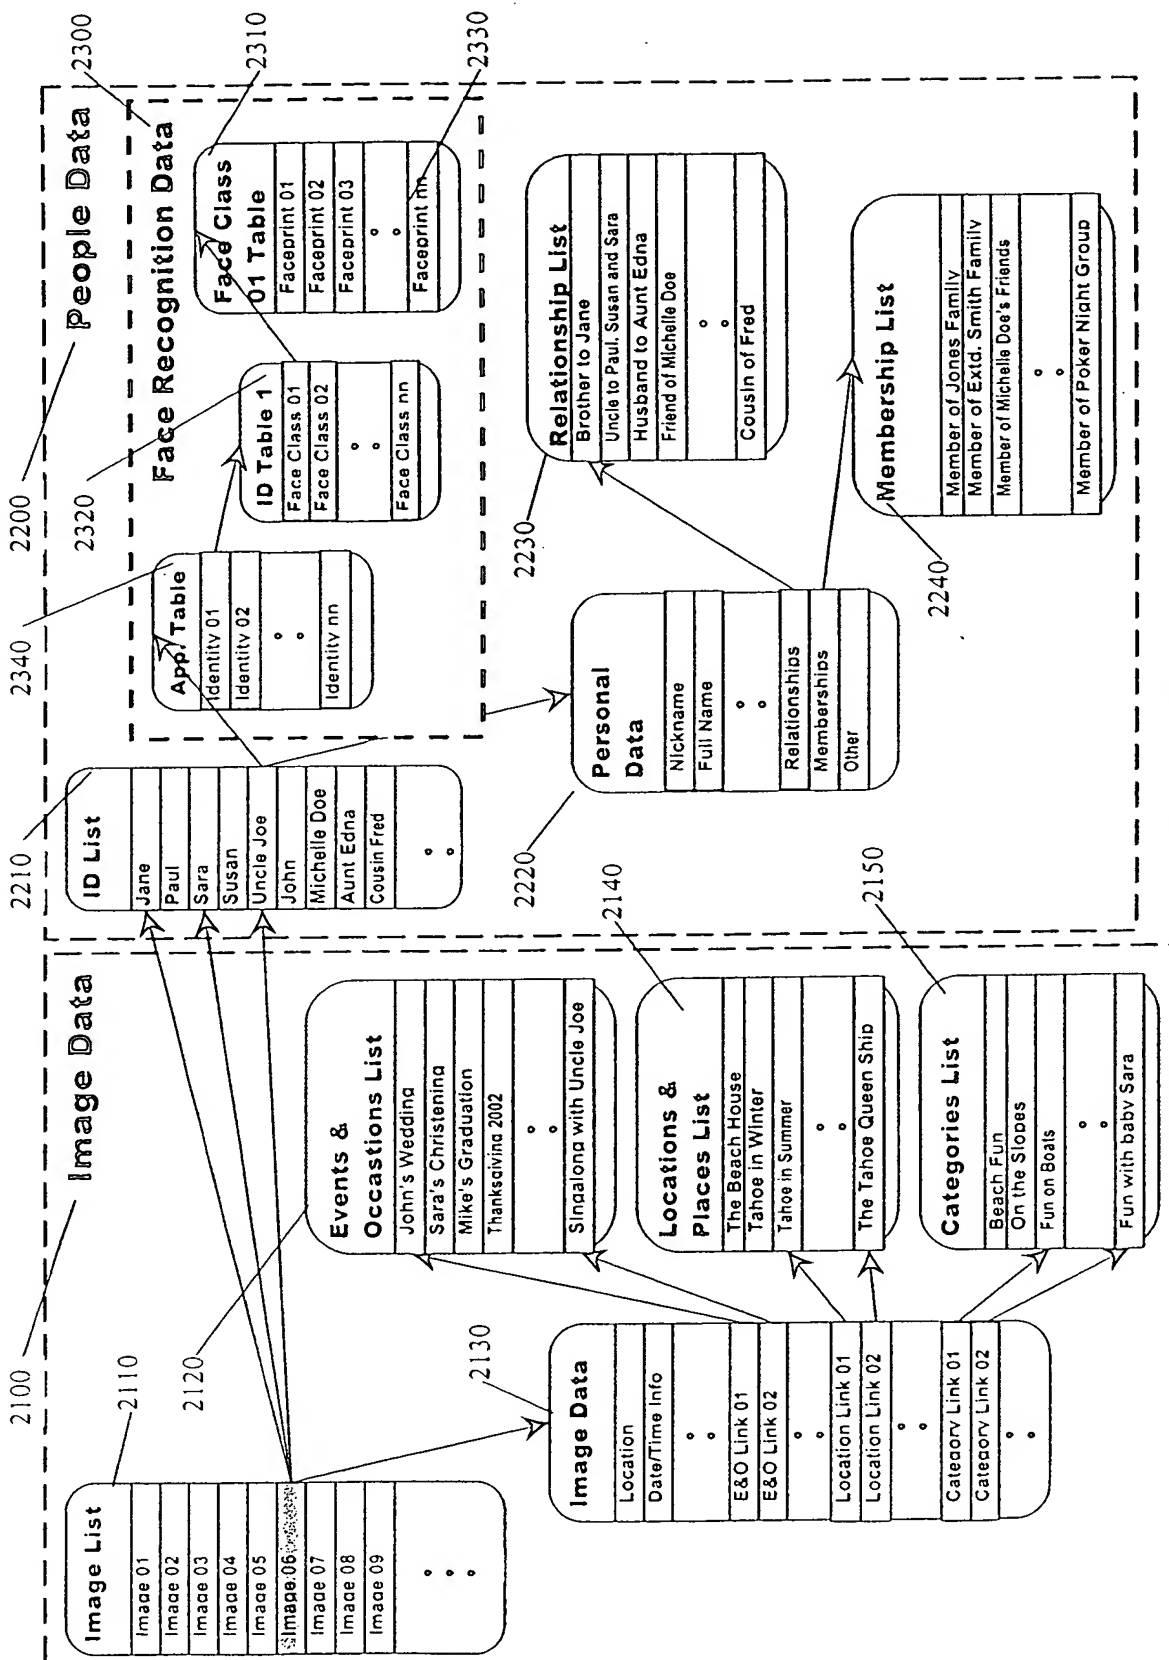 2100
Image Data
2110
Image List
Image 01
Image 02
Image 03
Image 04
Image 05
Image 06
Image 07
Image 08
Image 09
2120
Events &
Occastions List
John's Wedding
Sara's Christening
Mike's Graduation
Thanksgiving 2002
Singalong with Uncle Joe
2130
Image Data
Location
Date/Time Info
E&O Link 01
E&O Link 02
Location Link 01
Location Link 02
Category Link 01
Category Link 02
2140
Locations &
Places List
The Beach House
Tahoe in Winter
Tahoe in Summer
The Tahoe Queen Ship
2150
Categories List
Beach Fun
On the Slopes
Fun on Boats
Fun with baby Sara
2200
People Data
2210
ID List
Jane
Paul
Sara
Susan
Uncle Joe
John
Michelle Doe
Aunt Edna
Cousin Fred
2300
Face Recognition Data
2340
App. Table
Identity 01
Identity 02
Identity nn
2320
ID Table 1
Face Class 01
Face Class 02
Face Class nn
2310
Face Class
01 Table
Faceprint 01
Faceprint 02
Faceprint 03
Faceprint nn
2330
2220
Personal
Data
Nickname
Full Name
Relationships
Memberships
Other
2230
Relationship List
Brother to Jane
Uncle to Paul, Susan and Sara
Husband to Aunt Edna
Friend of Michelle Doe
Cousin of Fred
2240
Membership List
Member of Jones Family
Member of Extd. Smith Family
Member of Michelle Doe's Friends
Member of Poker Night Group